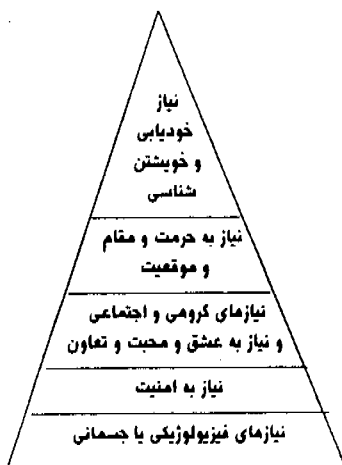 نیاز
خودیابی
و خویشتن
شناسی
نیاز به حرمت و مقام
و موقعیت
نیازهای گروهی و اجتماعی
و نیاز به عشق و محبت و تعاون
نیاز به امنیت
نیازهای فیزیولوژیکی یا جسمانی